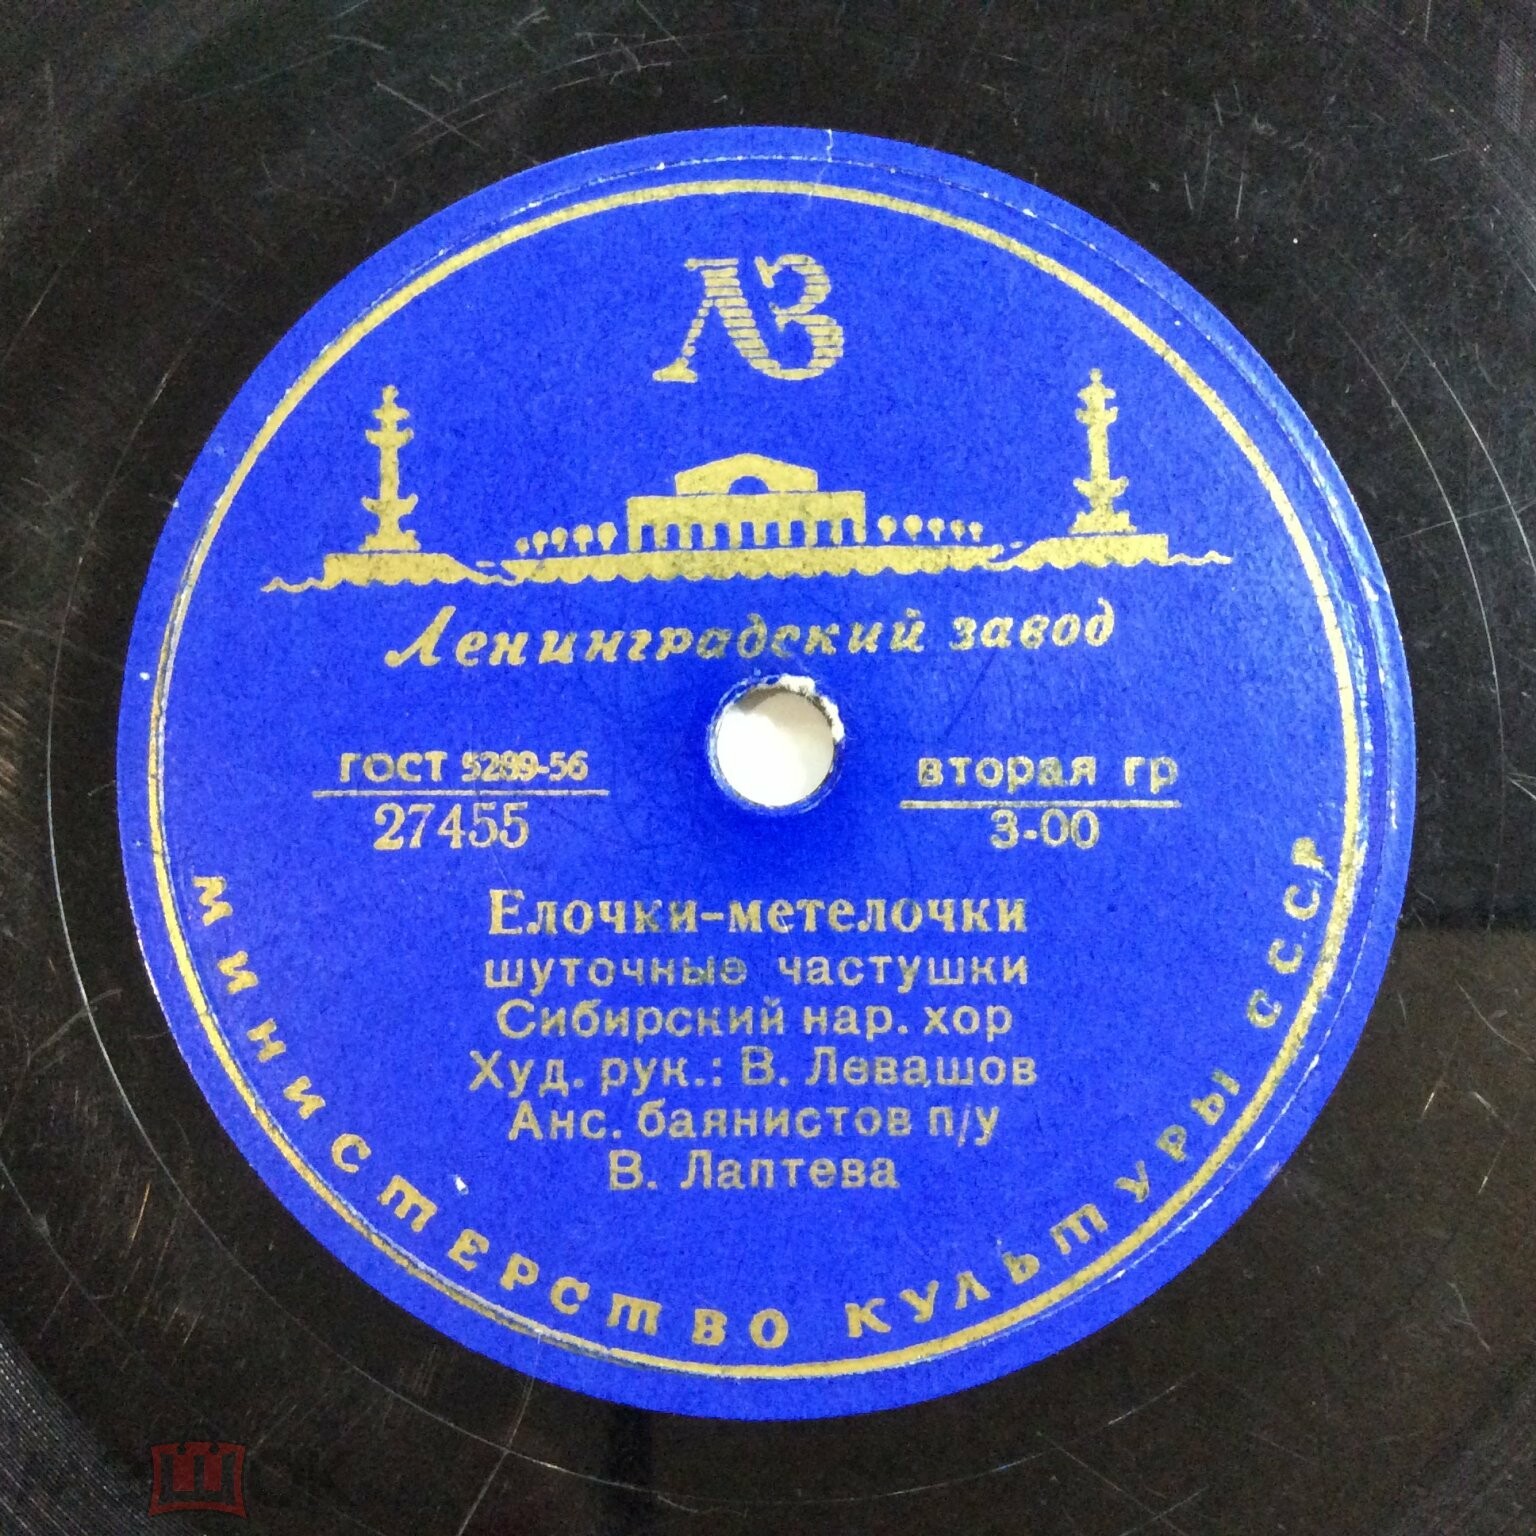 ЛЗ
Ленинградский завод
ГОСТ 5289-56
27455
вторая гр
3-00
Елочки-метелочки
шуточные частушки
Сибирский нар. хор
Худ. рук.: В. Левашов
Анс. баянистов п/у
В. Лаптева
МИНИСТЕРСТВО КУЛЬТУРЫ СССР